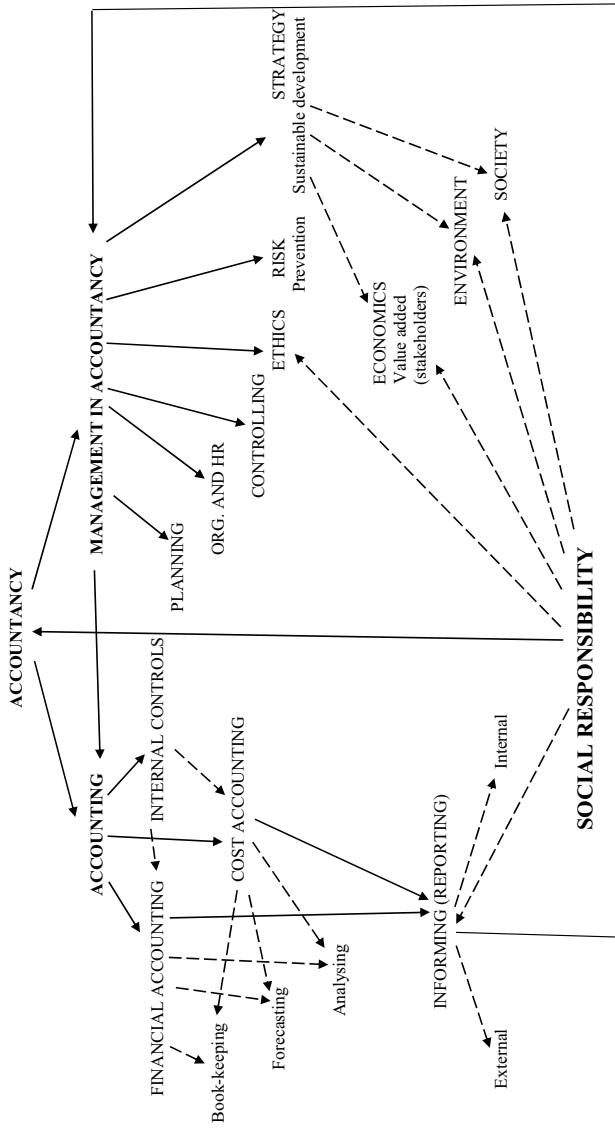 ACCOUNTANCY
ACCOUNTING
MANAGEMENT IN ACCOUNTANCY
FINANCIAL ACCOUNTING
INTERNAL CONTROLS
PLANNING
Book-keeping
COST ACCOUNTING
ORG. AND HR
CONTROLLING
Forecasting
ETHICS
RISK
Prevention
STRATEGY
Sustainable development
Analysing
ECONOMICS
Value added
(stakeholders)
INFORMING (REPORTING)
ENVIRONMENT
SOCIETY
External
Internal
SOCIAL RESPONSIBILITY